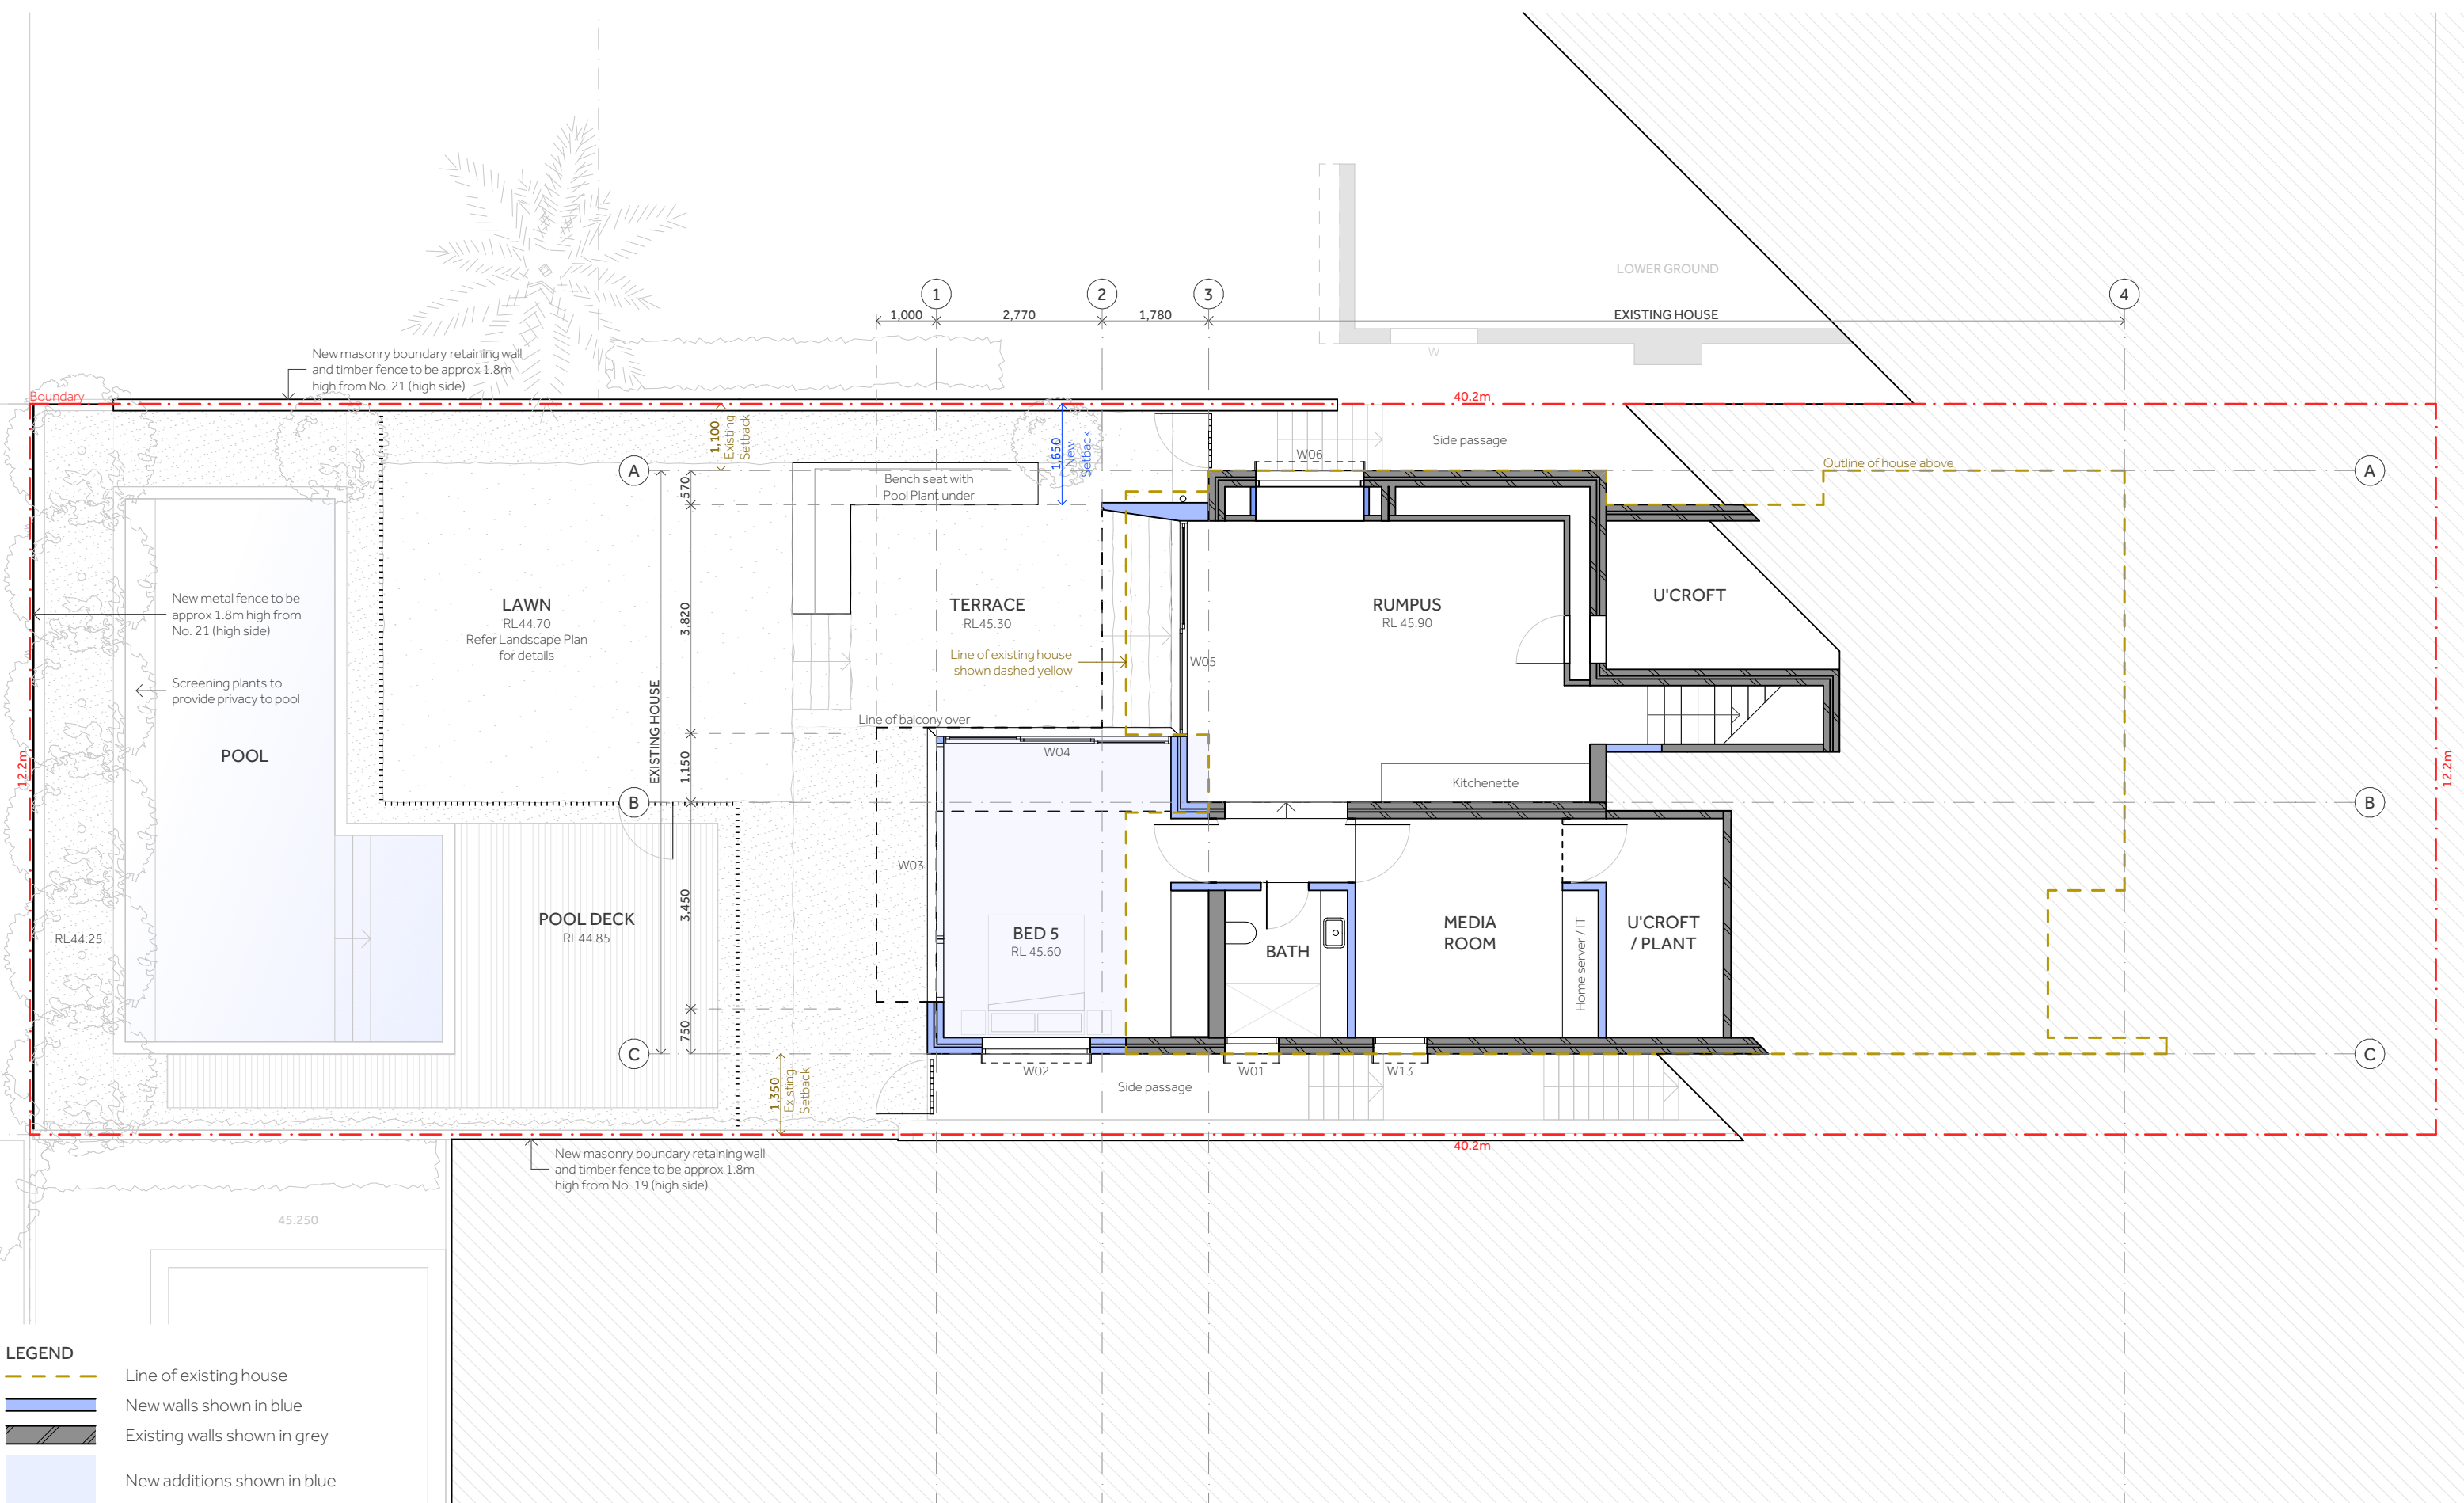 LOWER GROUND
1
2
3
4
1,000
2,770
1,780
EXISTING HOUSE
W
New masonry boundary retaining wall
and timber fence to be approx 1.8m
high from No. 21 (high side)
Boundary
40.2m
1,100
Existing
Setback
1,650
New
Setback
Side passage
W06
A
Outline of house above
A
570
Bench seat with
Pool Plant under
New metal fence to be
approx 1.8m high from
No. 21 (high side)
LAWN
RL44.70
Refer Landscape Plan
for details
3,820
TERRACE
RL45.30
RUMPUS
RL 45.90
U'CROFT
Line of existing house
shown dashed yellow
W05
Screening plants to
provide privacy to pool
EXISTING HOUSE
Line of balcony over
W04
POOL
12.2m
12.2m
1,150
Kitchenette
B
B
W03
3,450
POOL DECK
RL44.85
RL44.25
BED 5
RL 45.60
BATH
MEDIA
ROOM
Home server / IT
U'CROFT
/ PLANT
750
C
C
W02
W01
W13
1,350
Existing
Setback
Side passage
40.2m
New masonry boundary retaining wall
and timber fence to be approx 1.8m
high from No. 19 (high side)
45.250
LEGEND
Line of existing house
New walls shown in blue
Existing walls shown in grey
New additions shown in blue